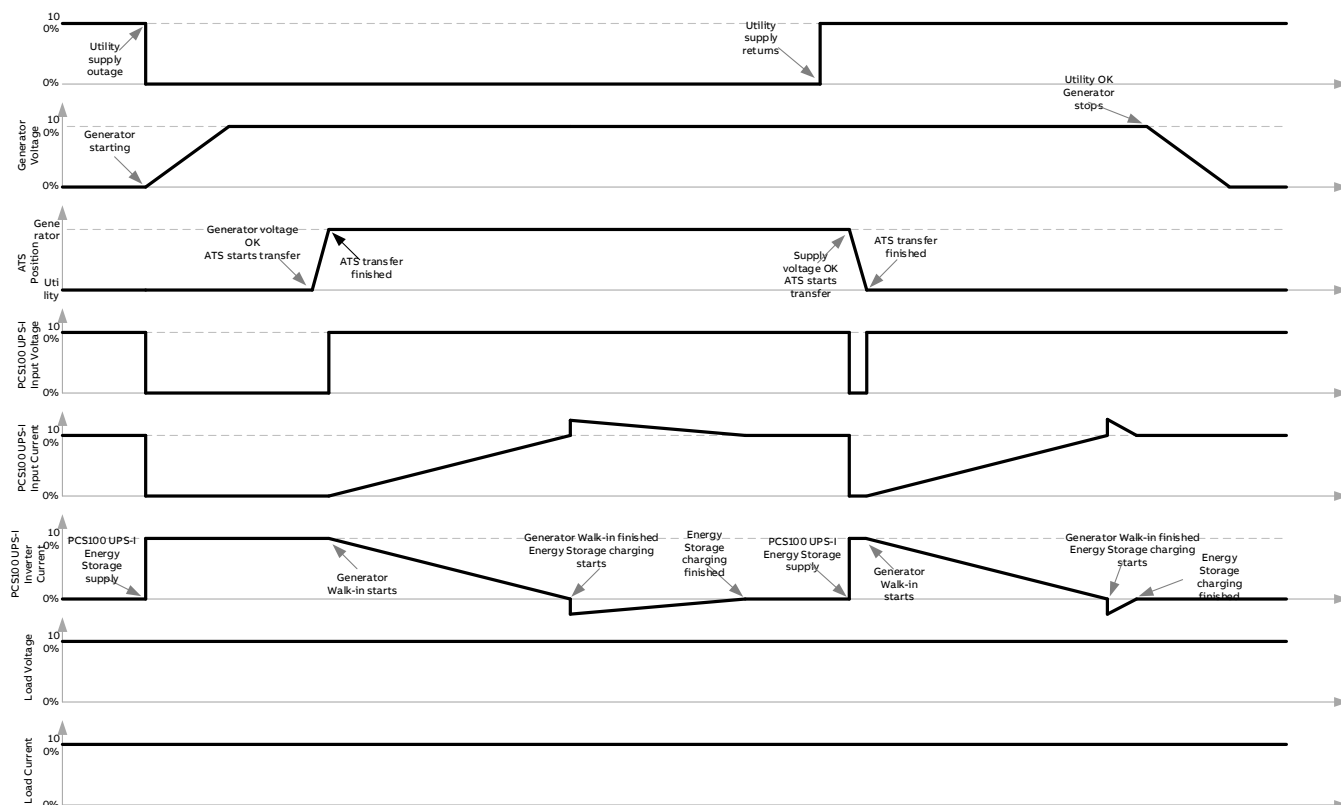 10
0%
Utility
supply
outage
Utility
supply
returns
0%
Utility OK
Generator
stops
Generator
Voltage
10
0%
Generator
starting
0%
ATS
Position
Gene
rator
Generator voltage
OK
ATS starts transfer
ATS transfer
finished
Supply
voltage OK
ATS starts
transfer
ATS transfer
finished
Uti
lity
PCS100 UPS-I
Input Voltage
10
0%
0%
PCS100 UPS-I
Input Current
10
0%
0%
PCS100 UPS-I
Inverter
Current
10
0%
PCS100 UPS-I
Energy
Storage
supply
Generator
Walk-in starts
Generator Walk-in finished
Energy Storage charging
starts
Energy
Storage
charging
finished
PCS100 UPS-I
Energy Storage
supply
Generator
Walk-in
starts
Generator Walk-in finished
Energy Storage charging
starts
Energy
Storage
charging
finished
0%
Load Voltage
10
0%
0%
Load Current
10
0%
0%